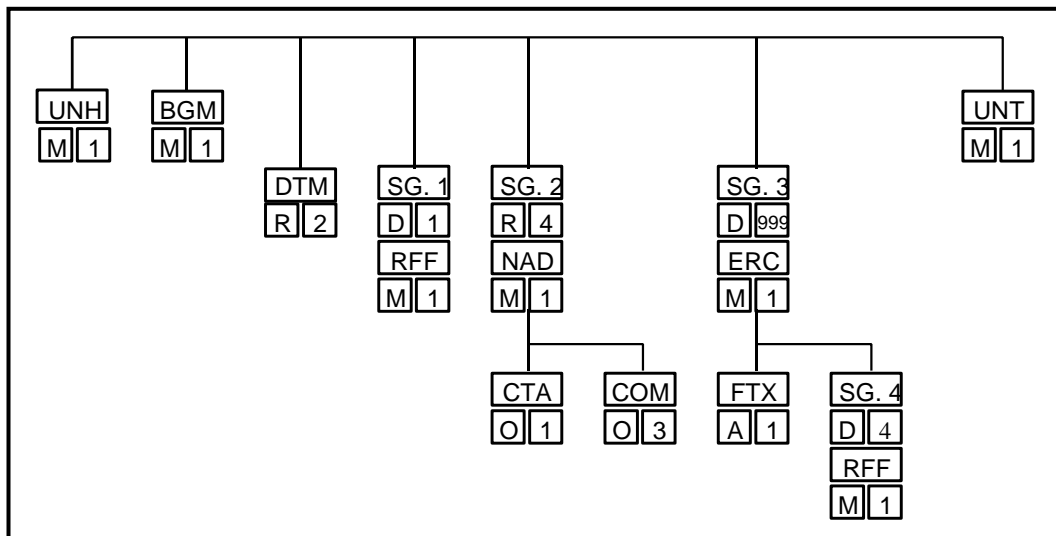 UNH BGM UNT
M 1 M 1 M 1
DTM SG. 1 SG. 2 SG. 3
R 2 D 1 R 4 D 999
RFF NAD ERC
M 1 M 1 M 1
CTA COM FTX SG. 4
O 1 O 3 A 1 D 4
RFF
M 1